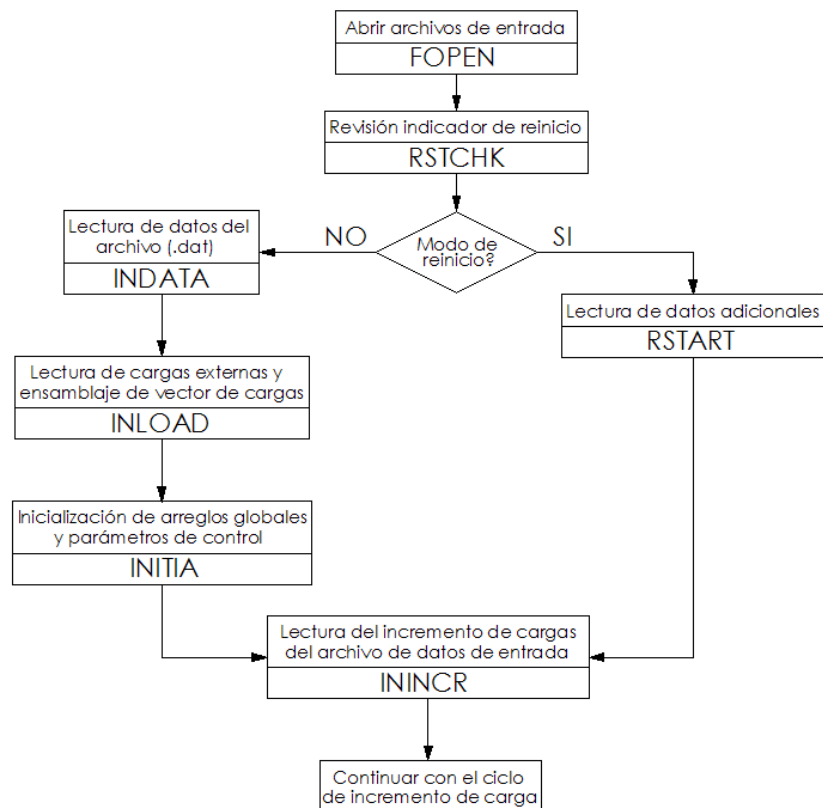 Abrir archivos de entrada
FOPEN
Revisión indicador de reinicio
RSTCHK
Modo de
reinicio?
NO
SI
Lectura de datos del
archivo (.dat)
INDATA
Lectura de datos adicionales
RSTART
Lectura de cargas externas y
ensamblaje de vector de cargas
INLOAD
Inicialización de arreglos globales
y parámetros de control
INITIA
Lectura del incremento de cargas
del archivo de datos de entrada
ININCR
Continuar con el ciclo
de incremento de carga